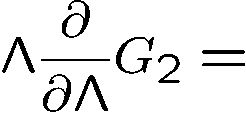 Λ ∂/∂Λ G₂ =